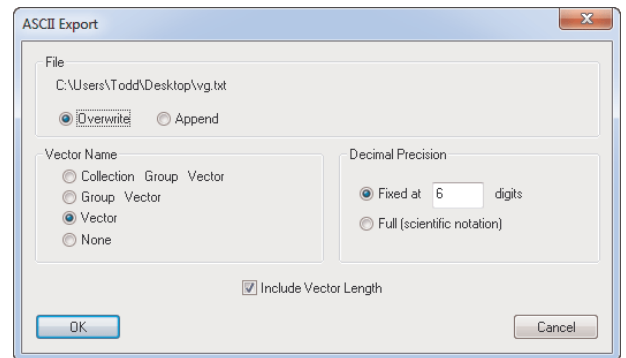 ASCII Export
File
C:\Users\Todd\Desktop\vg.txt
Overwrite Append
Vector Name
Collection Group Vector
Group Vector
Vector
None
Decimal Precision
Fixed at 6 digits
Full (scientific notation)
Include Vector Length
OK Cancel